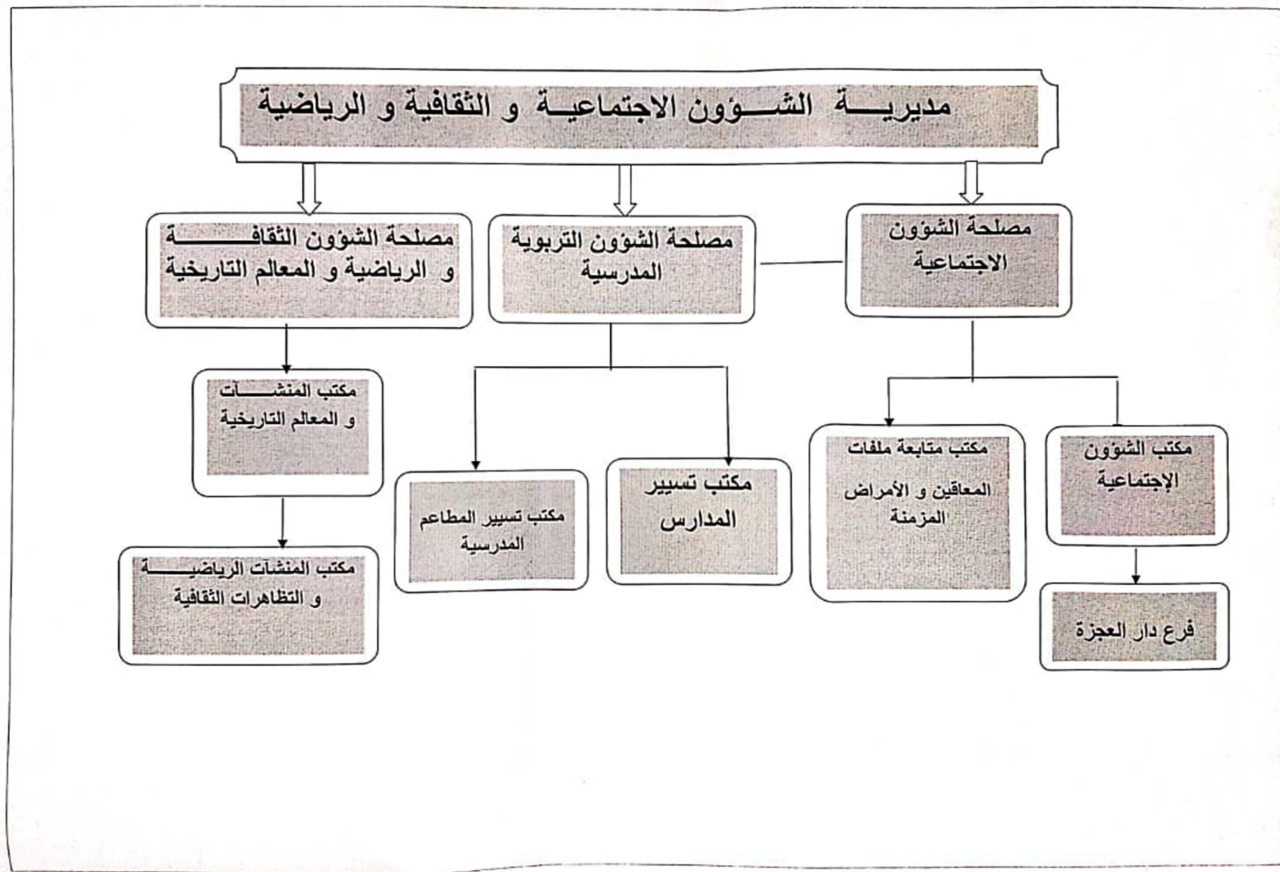 مديرية الشؤون الاجتماعية و الثقافية و الرياضية
مصلحة الشؤون
الاجتماعية
مصلحة الشؤون التربوية
المدرسية
مصلحة الشؤون الثقافة
و الرياضية و المعالم التاريخية
مكتب المنشآت
و المعالم التاريخية
مكتب الشؤون
الإجتماعية
مكتب متابعة ملفات
المعاقين و الأمراض
المزمنة
مكتب تسيير
المدارس
مكتب تسيير المطاعم
المدرسية
مكتب المنشآت الرياضية
و التظاهرات الثقافية
فرع دار العجزة